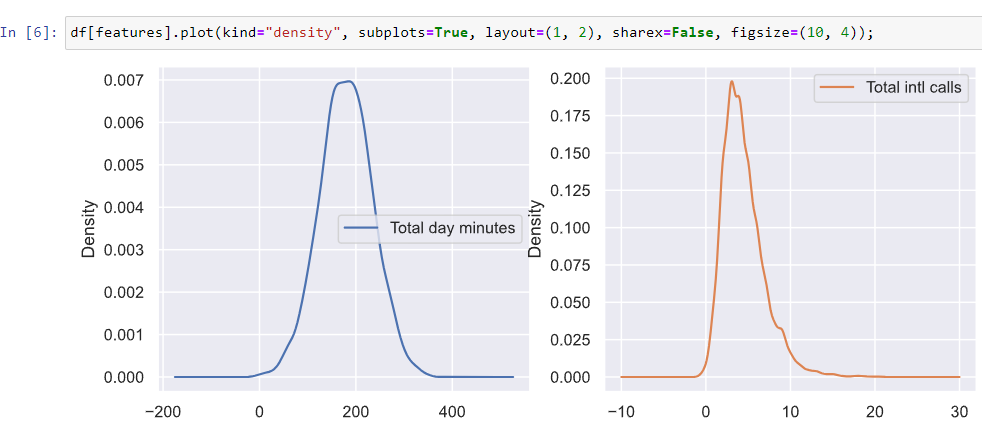 In [6]: df[features].plot(kind="density", subplots=True, layout=(1, 2), sharex=False, figsize=(10, 4));
0.007
0.006
0.005
0.004
0.003
0.002
0.001
0.000
Density
Total day minutes
−200 0 200 400
0.200
0.175
0.150
0.125
0.100
0.075
0.050
0.025
0.000
Density
Total intl calls
−10 0 10 20 30